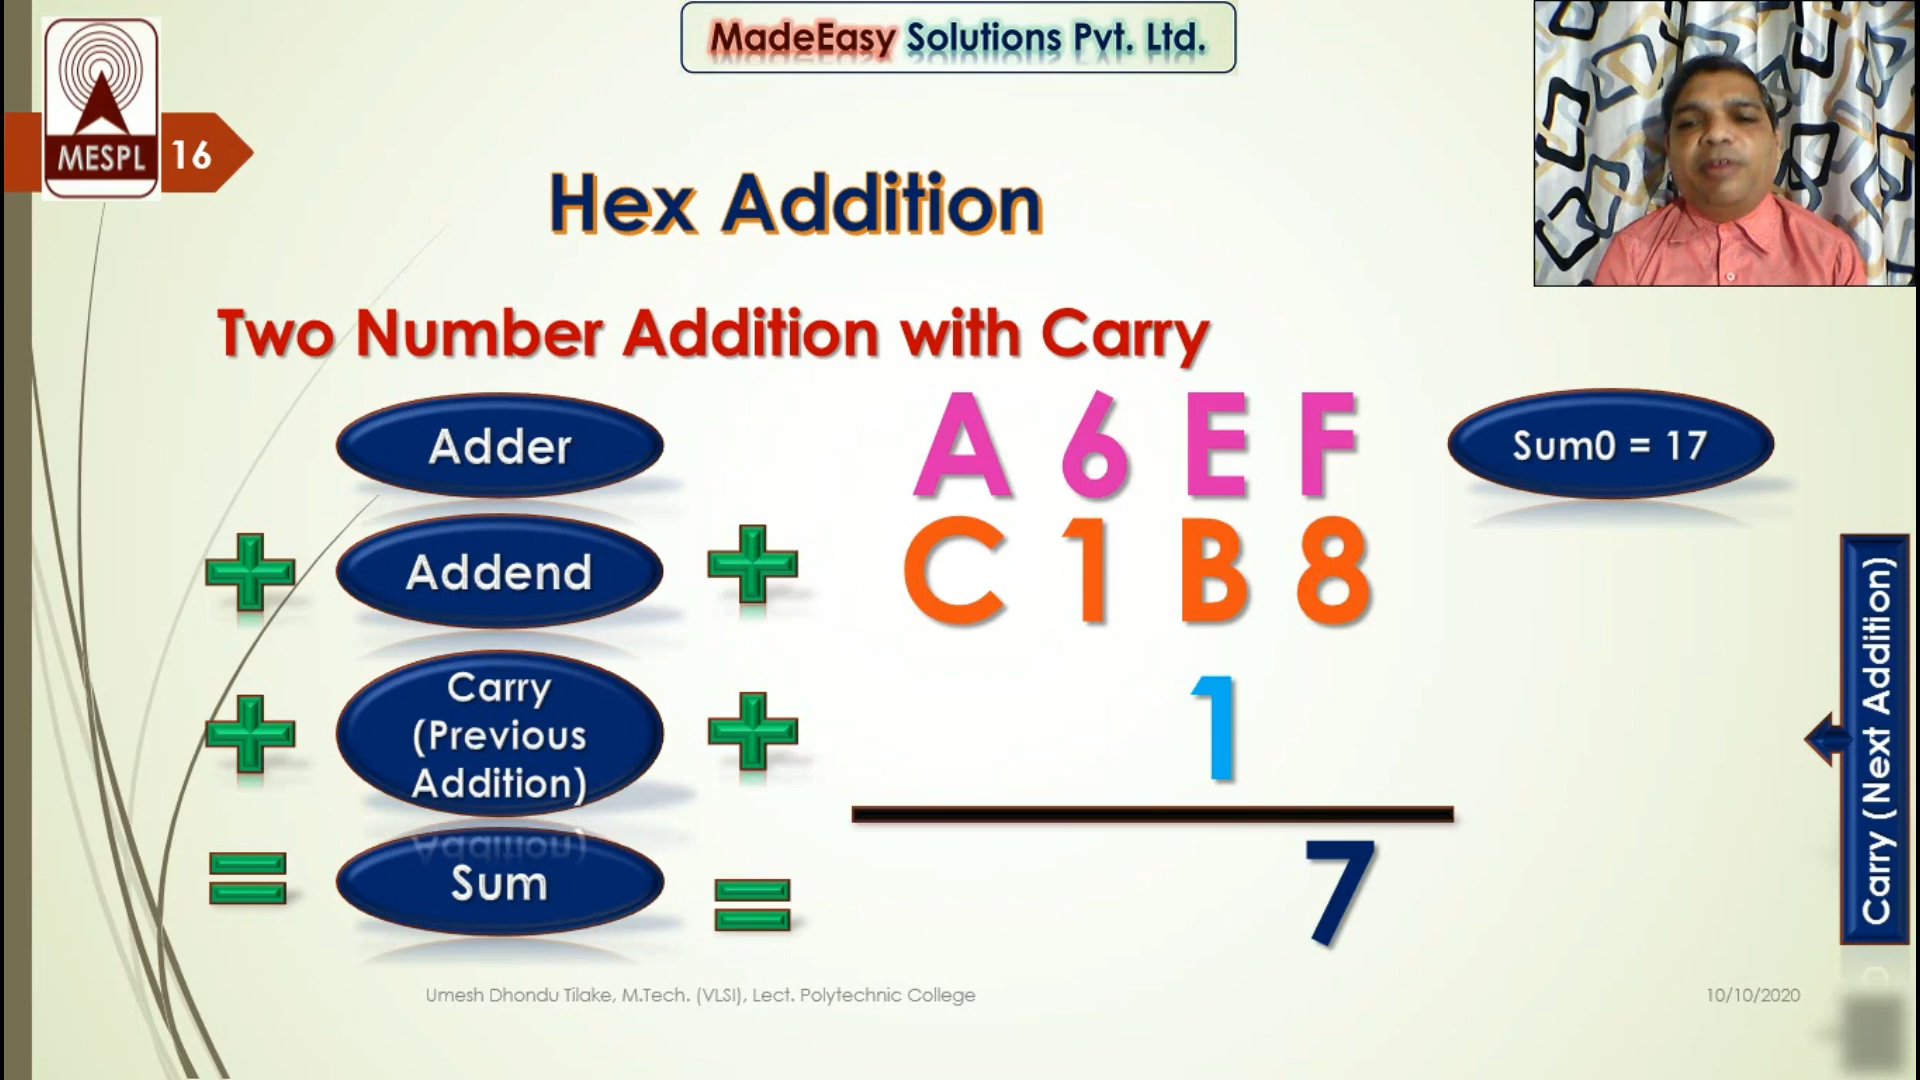 MadeEasy Solutions Pvt. Ltd.
MESPL
16
Hex Addition
Two Number Addition with Carry
Adder
A 6 E F
Sum0 = 17
+ Addend + C 1 B 8
+ Carry (Previous Addition) + 1
= Sum = 7
Carry (Next Addition)
Umesh Dhondu Tilake, M.Tech. (VLSI), Lect. Polytechnic College
10/10/2020